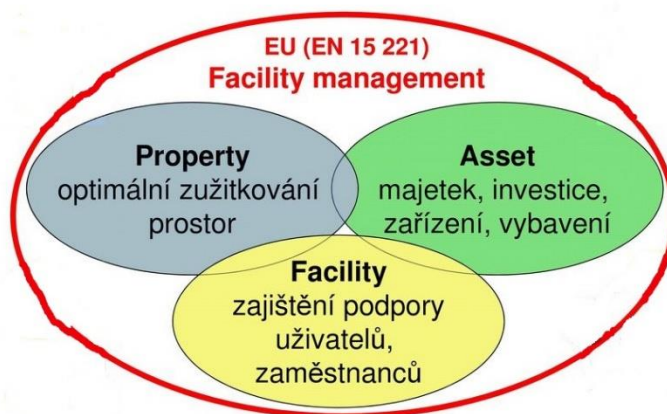 EU (EN 15 221)
Facility management
Property
optimální zužitkování
prostor
Asset
majetek, investice,
zařízení, vybavení
Facility
zajištění podpory
uživatelů,
zaměstnanců